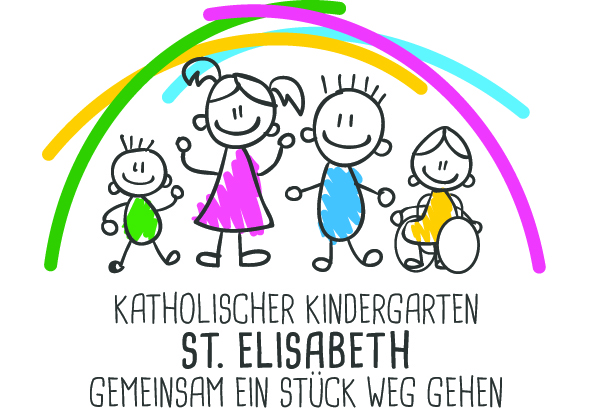 KATHOLISCHER KINDERGARTEN
ST. ELISABETH
GEMEINSAM EIN STÜCK WEG GEHEN